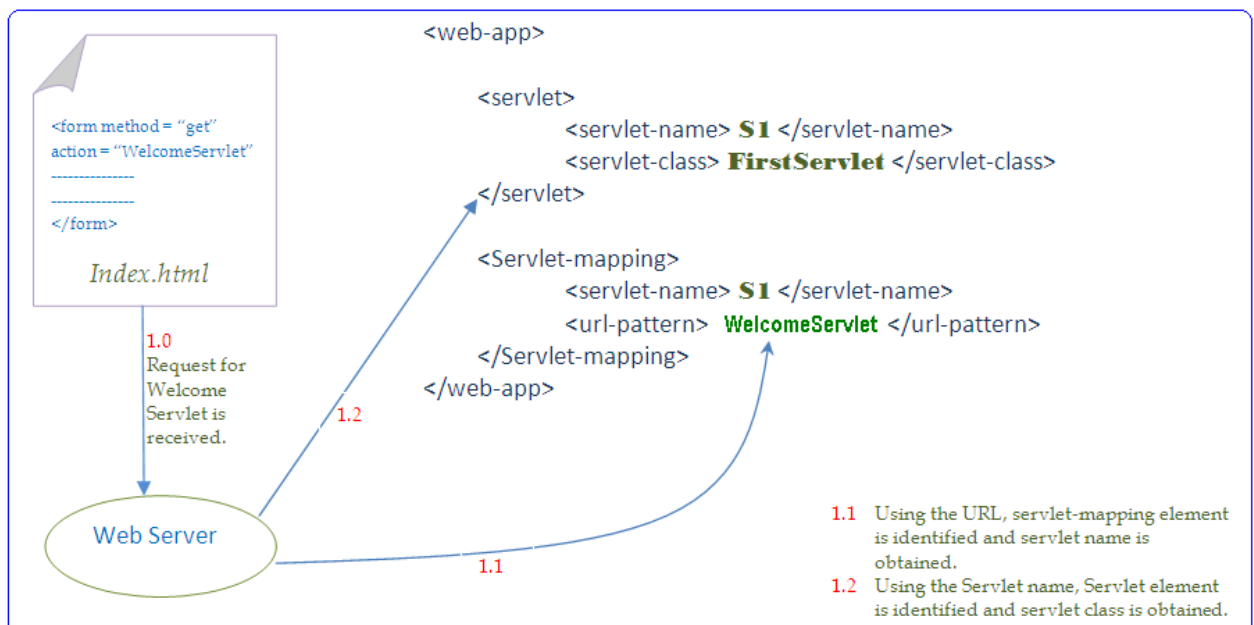 <form method = “get”
action = “WelcomeServlet”
---------------
---------------
</form>
Index.html
1.0
Request for
Welcome
Servlet is
received.
Web Server
<web-app>
<servlet>
<servlet-name> S1 </servlet-name>
<servlet-class> FirstServlet </servlet-class>
</servlet>
<Servlet-mapping>
<servlet-name> S1 </servlet-name>
<url-pattern> WelcomeServlet </url-pattern>
</Servlet-mapping>
</web-app>
1.2
1.1
1.1 Using the URL, servlet-mapping element
is identified and servlet name is
obtained.
1.2 Using the Servlet name, Servlet element
is identified and servlet class is obtained.